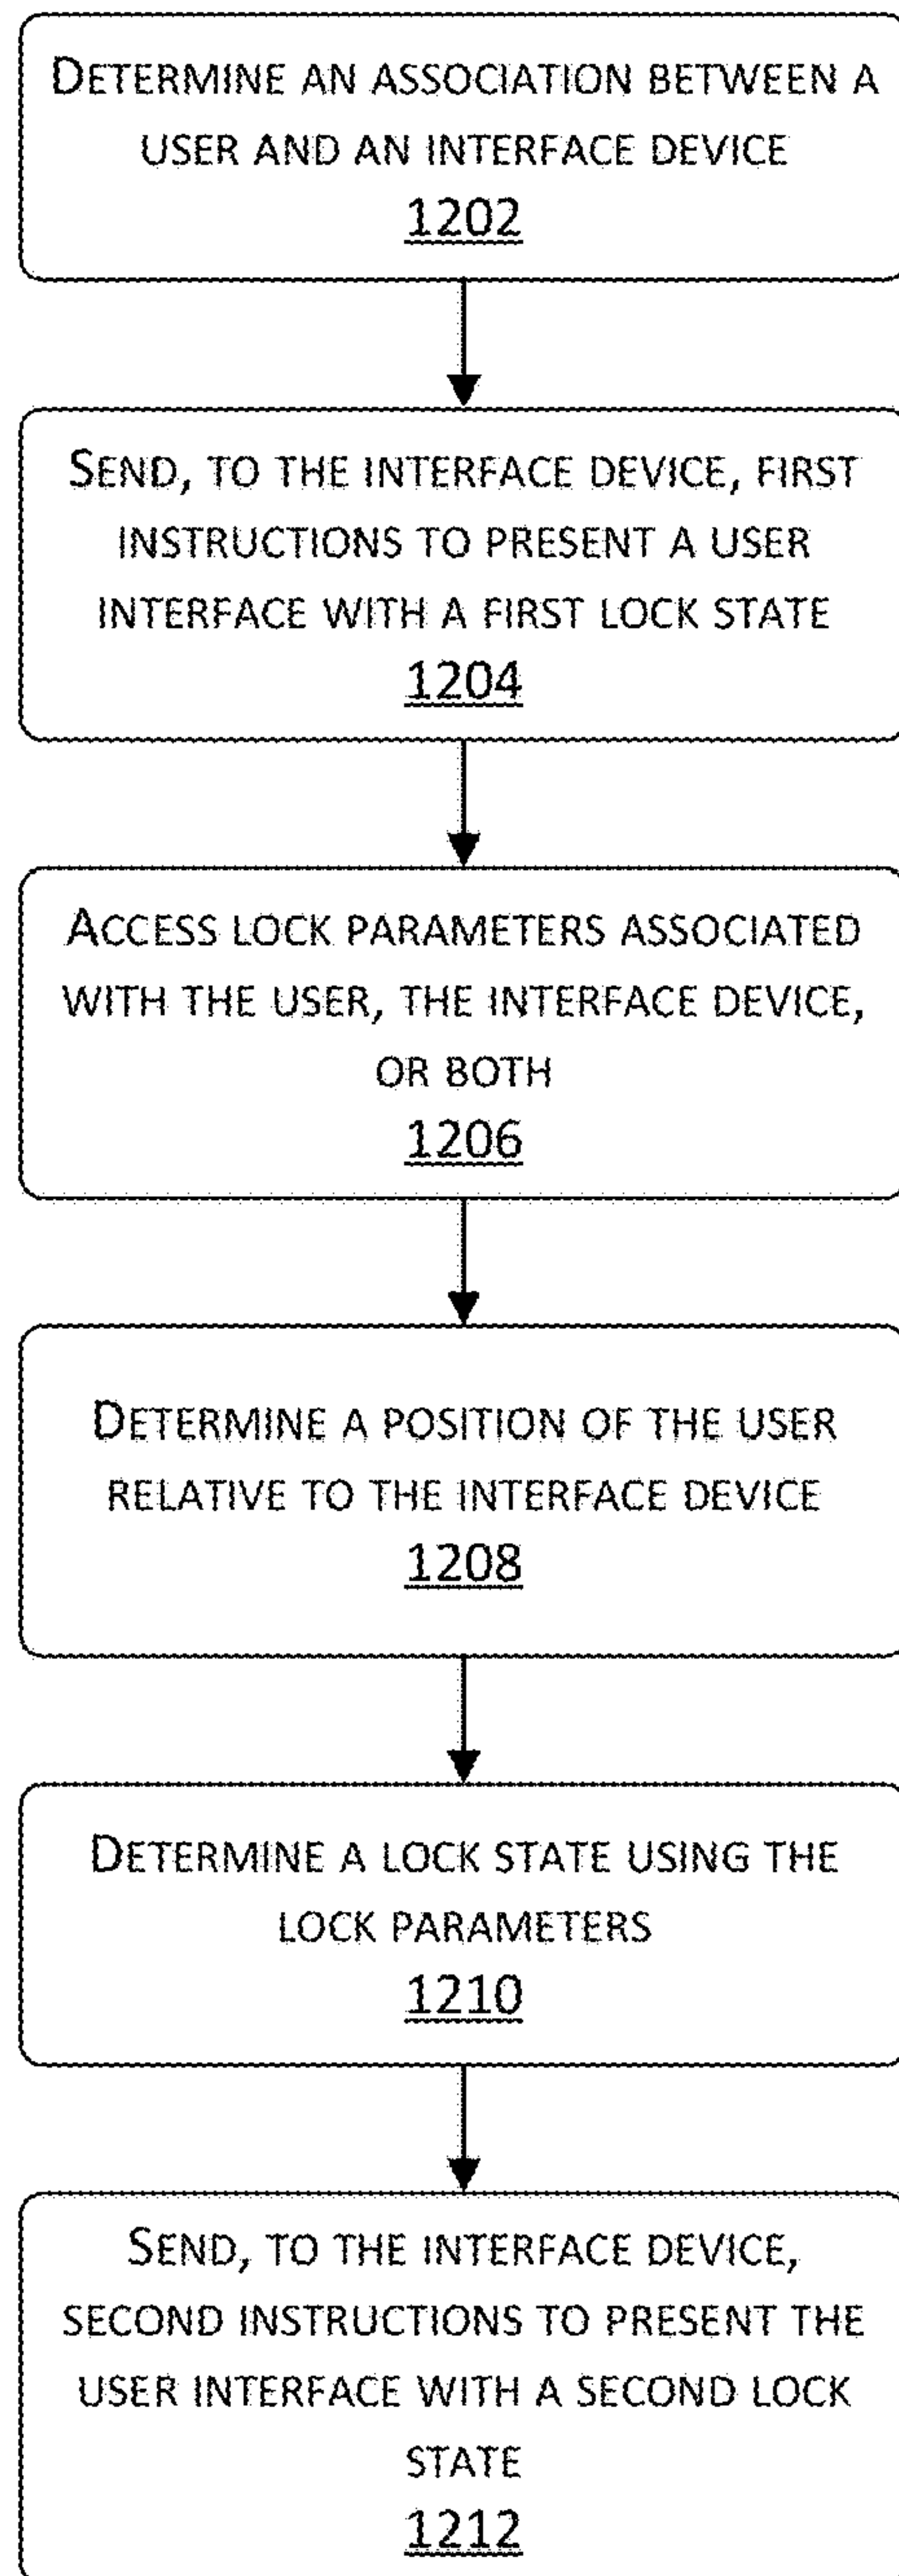 DETERMINE AN ASSOCIATION BETWEEN A
USER AND AN INTERFACE DEVICE
1202
SEND, TO THE INTERFACE DEVICE, FIRST
INSTRUCTIONS TO PRESENT A USER
INTERFACE WITH A FIRST LOCK STATE
1204
ACCESS LOCK PARAMETERS ASSOCIATED
WITH THE USER, THE INTERFACE DEVICE,
OR BOTH
1206
DETERMINE A POSITION OF THE USER
RELATIVE TO THE INTERFACE DEVICE
1208
DETERMINE A LOCK STATE USING THE
LOCK PARAMETERS
1210
SEND, TO THE INTERFACE DEVICE,
SECOND INSTRUCTIONS TO PRESENT THE
USER INTERFACE WITH A SECOND LOCK
STATE
1212